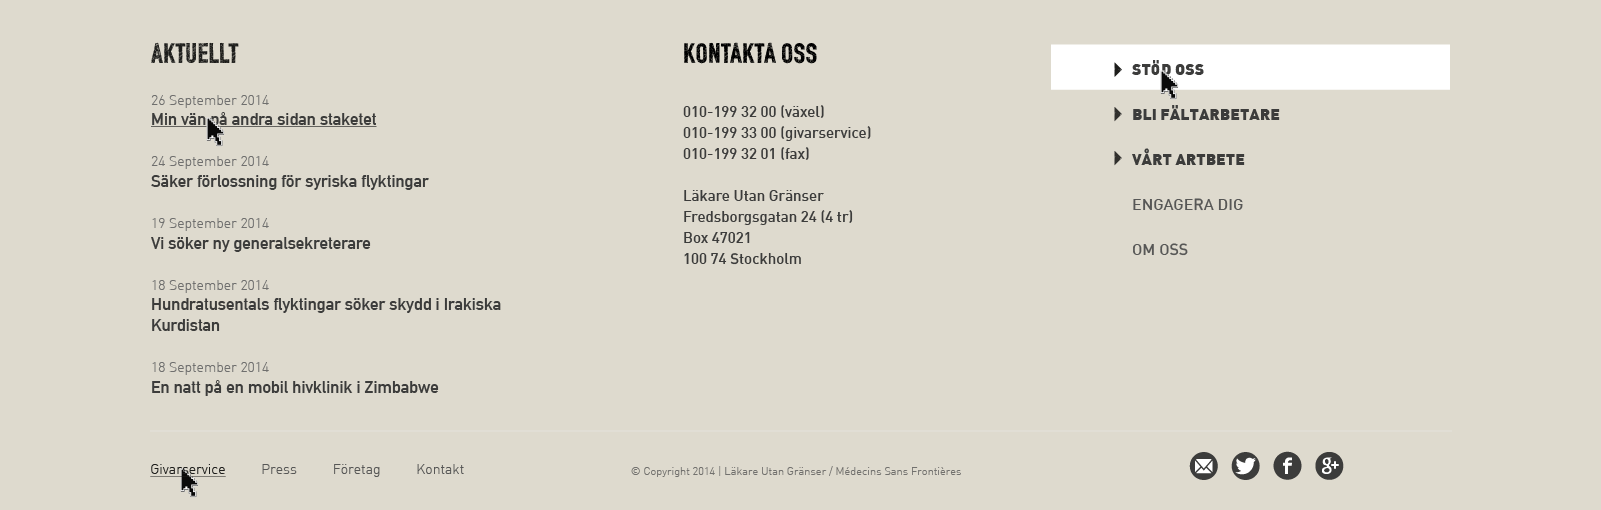 AKTUELLT
26 September 2014
Min vän på andra sidan staketet
24 September 2014
Säker förlossning för syriska flyktingar
19 September 2014
Vi söker ny generalsekreterare
18 September 2014
Hundratusentals flyktingar söker skydd i Irakiska
Kurdistan
18 September 2014
En natt på en mobil hivklinik i Zimbabwe
KONTAKTA OSS
010-199 32 00 (växel)
010-199 33 00 (givarservice)
010-199 32 01 (fax)
Läkare Utan Gränser
Fredsborgsgatan 24 (4 tr)
Box 47021
100 74 Stockholm
STÖD OSS
BLI FÄLTARBETARE
VÅRT ARTBETE
ENGAGERA DIG
OM OSS
Givarservice Press Företag Kontakt
© Copyright 2014 | Läkare Utan Gränser / Médecins Sans Frontières